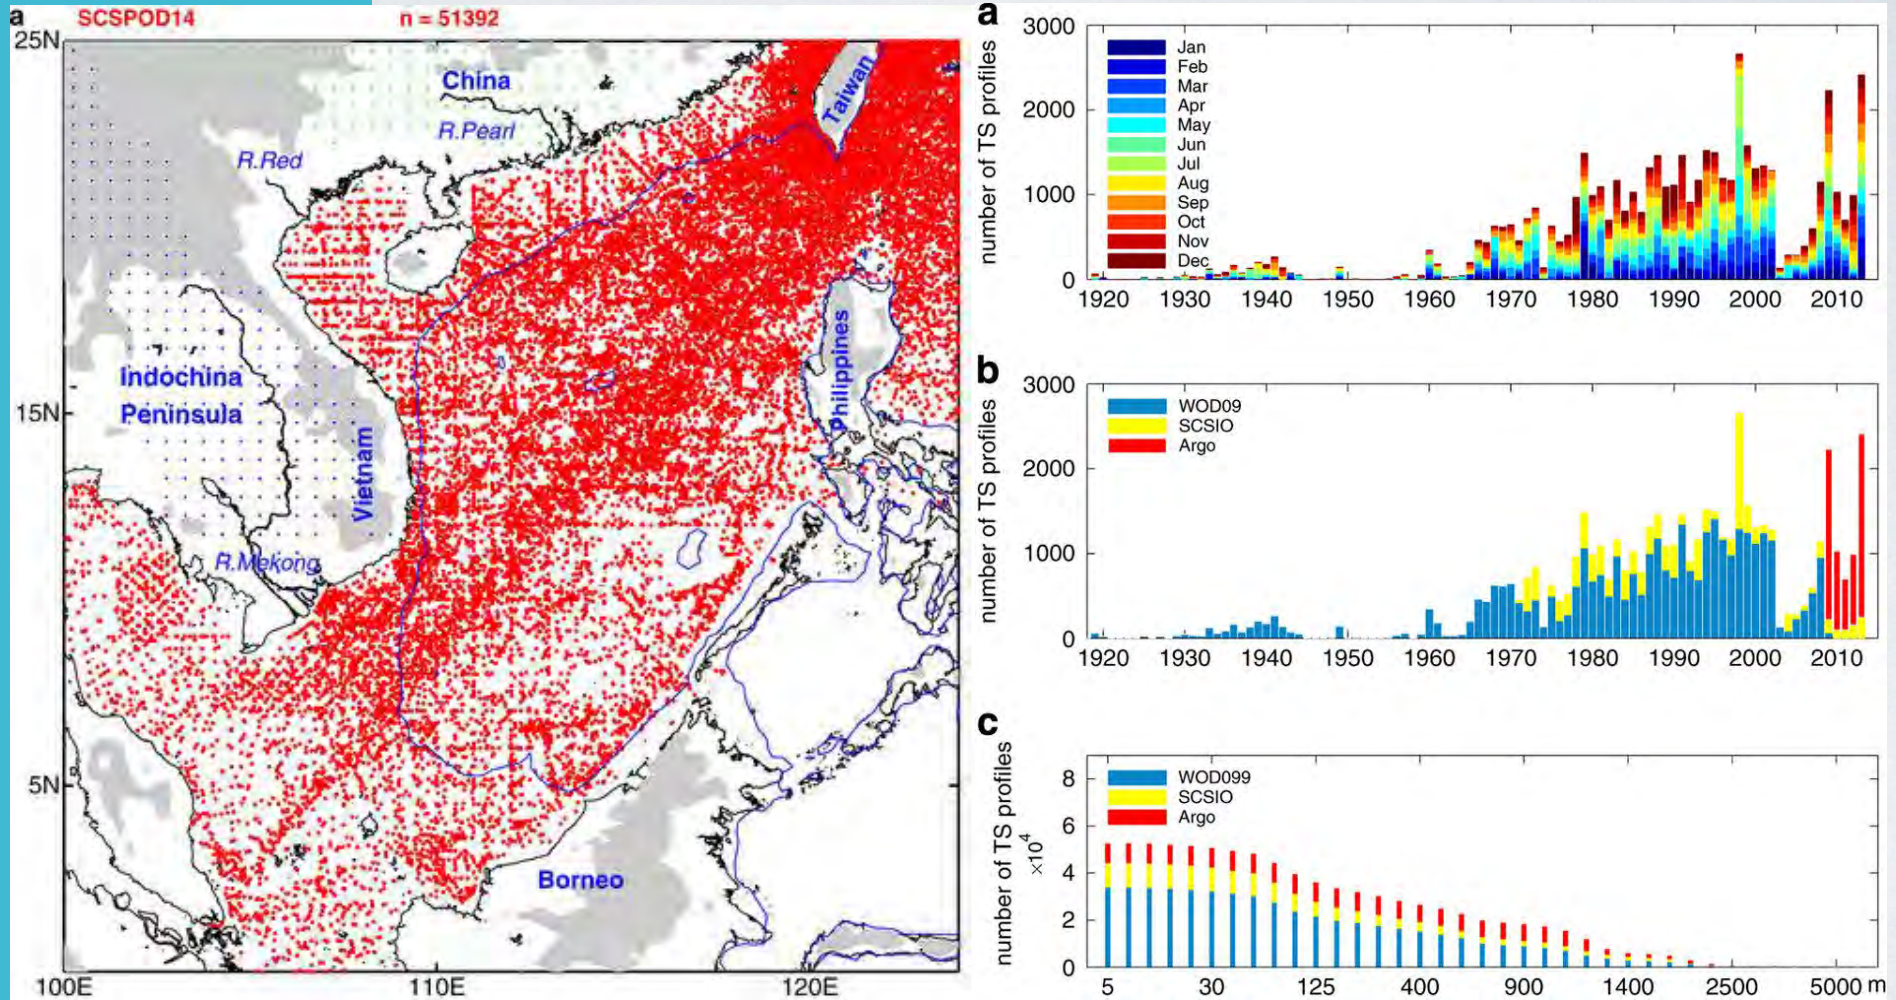 a
SCSPOD14
n = 51392
25N
15N
5N
100E
110E
120E
China
R.Pearl
R.Red
Taiwan
Indochina
Peninsula
Vietnam
Philippines
R.Mekong
Borneo
a
number of TS profiles
3000
2000
1000
0
Jan
Feb
Mar
Apr
May
Jun
Jul
Aug
Sep
Oct
Nov
Dec
1920 1930 1940 1950 1960 1970 1980 1990 2000 2010
b
number of TS profiles
3000
2000
1000
0
WOD09
SCSIO
Argo
1920 1930 1940 1950 1960 1970 1980 1990 2000 2010
c
number of TS profiles
×10⁴
8
6
4
2
0
WOD099
SCSIO
Argo
5 30 125 400 900 1400 2500 5000 m